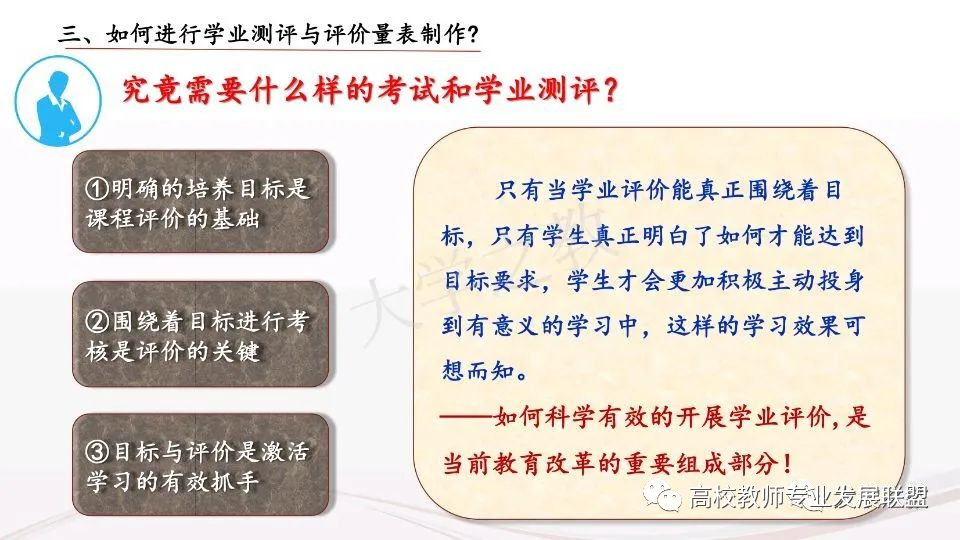 三、如何进行学业测评与评价量表制作?
究竟需要什么样的考试和学业测评？
①明确的培养目标是
课程评价的基础
②围绕着目标进行考
核是评价的关键
③目标与评价是激活
学习的有效抓手
只有当学业评价能真正围绕着目
标，只有学生真正明白了如何才能达到
目标要求，学生才会更加积极主动投身
到有意义的学习中，这样的学习效果可
想而知。
——如何科学有效的开展学业评价,是
当前教育改革的重要组成部分！
大学之教
高校教师专业发展联盟